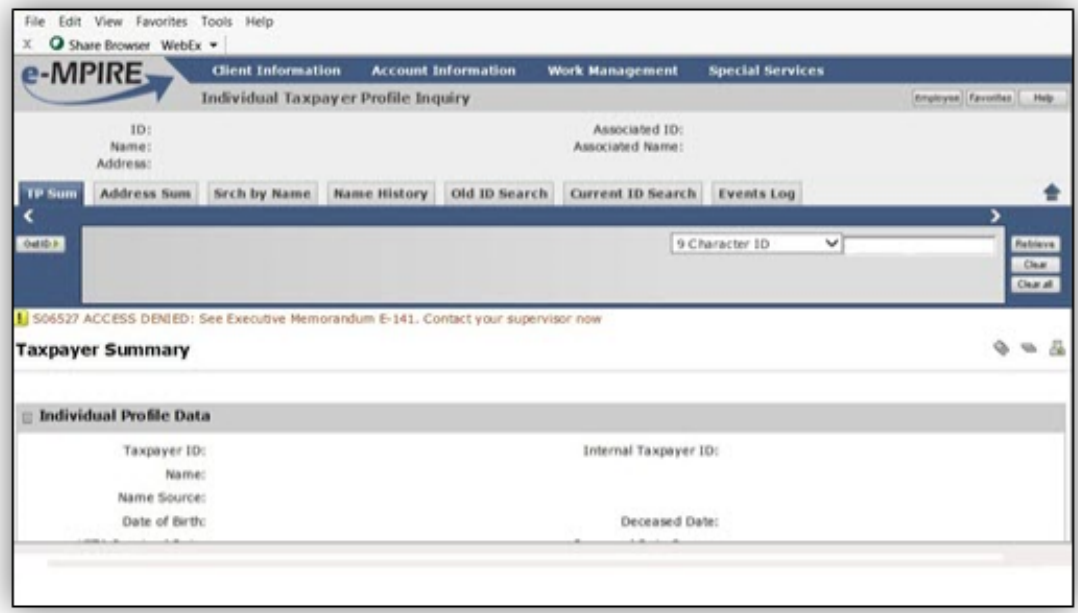 File Edit View Favorites Tools Help
X Share Browser WebEx
e-MPIRE Client Information Account Information Work Management Special Services
Individual Taxpayer Profile Inquiry Employee Favorites Help
ID: Associated ID:
Name: Associated Name:
Address:
TP Sum Address Sum Srch by Name Name History Old ID Search Current ID Search Events Log
Get ID 9 Character ID Retrieve
Clear
Clear all
S06527 ACCESS DENIED: See Executive Memorandum E-141. Contact your supervisor now
Taxpayer Summary
Individual Profile Data
Taxpayer ID: Internal Taxpayer ID:
Name:
Name Source:
Date of Birth: Deceased Date: